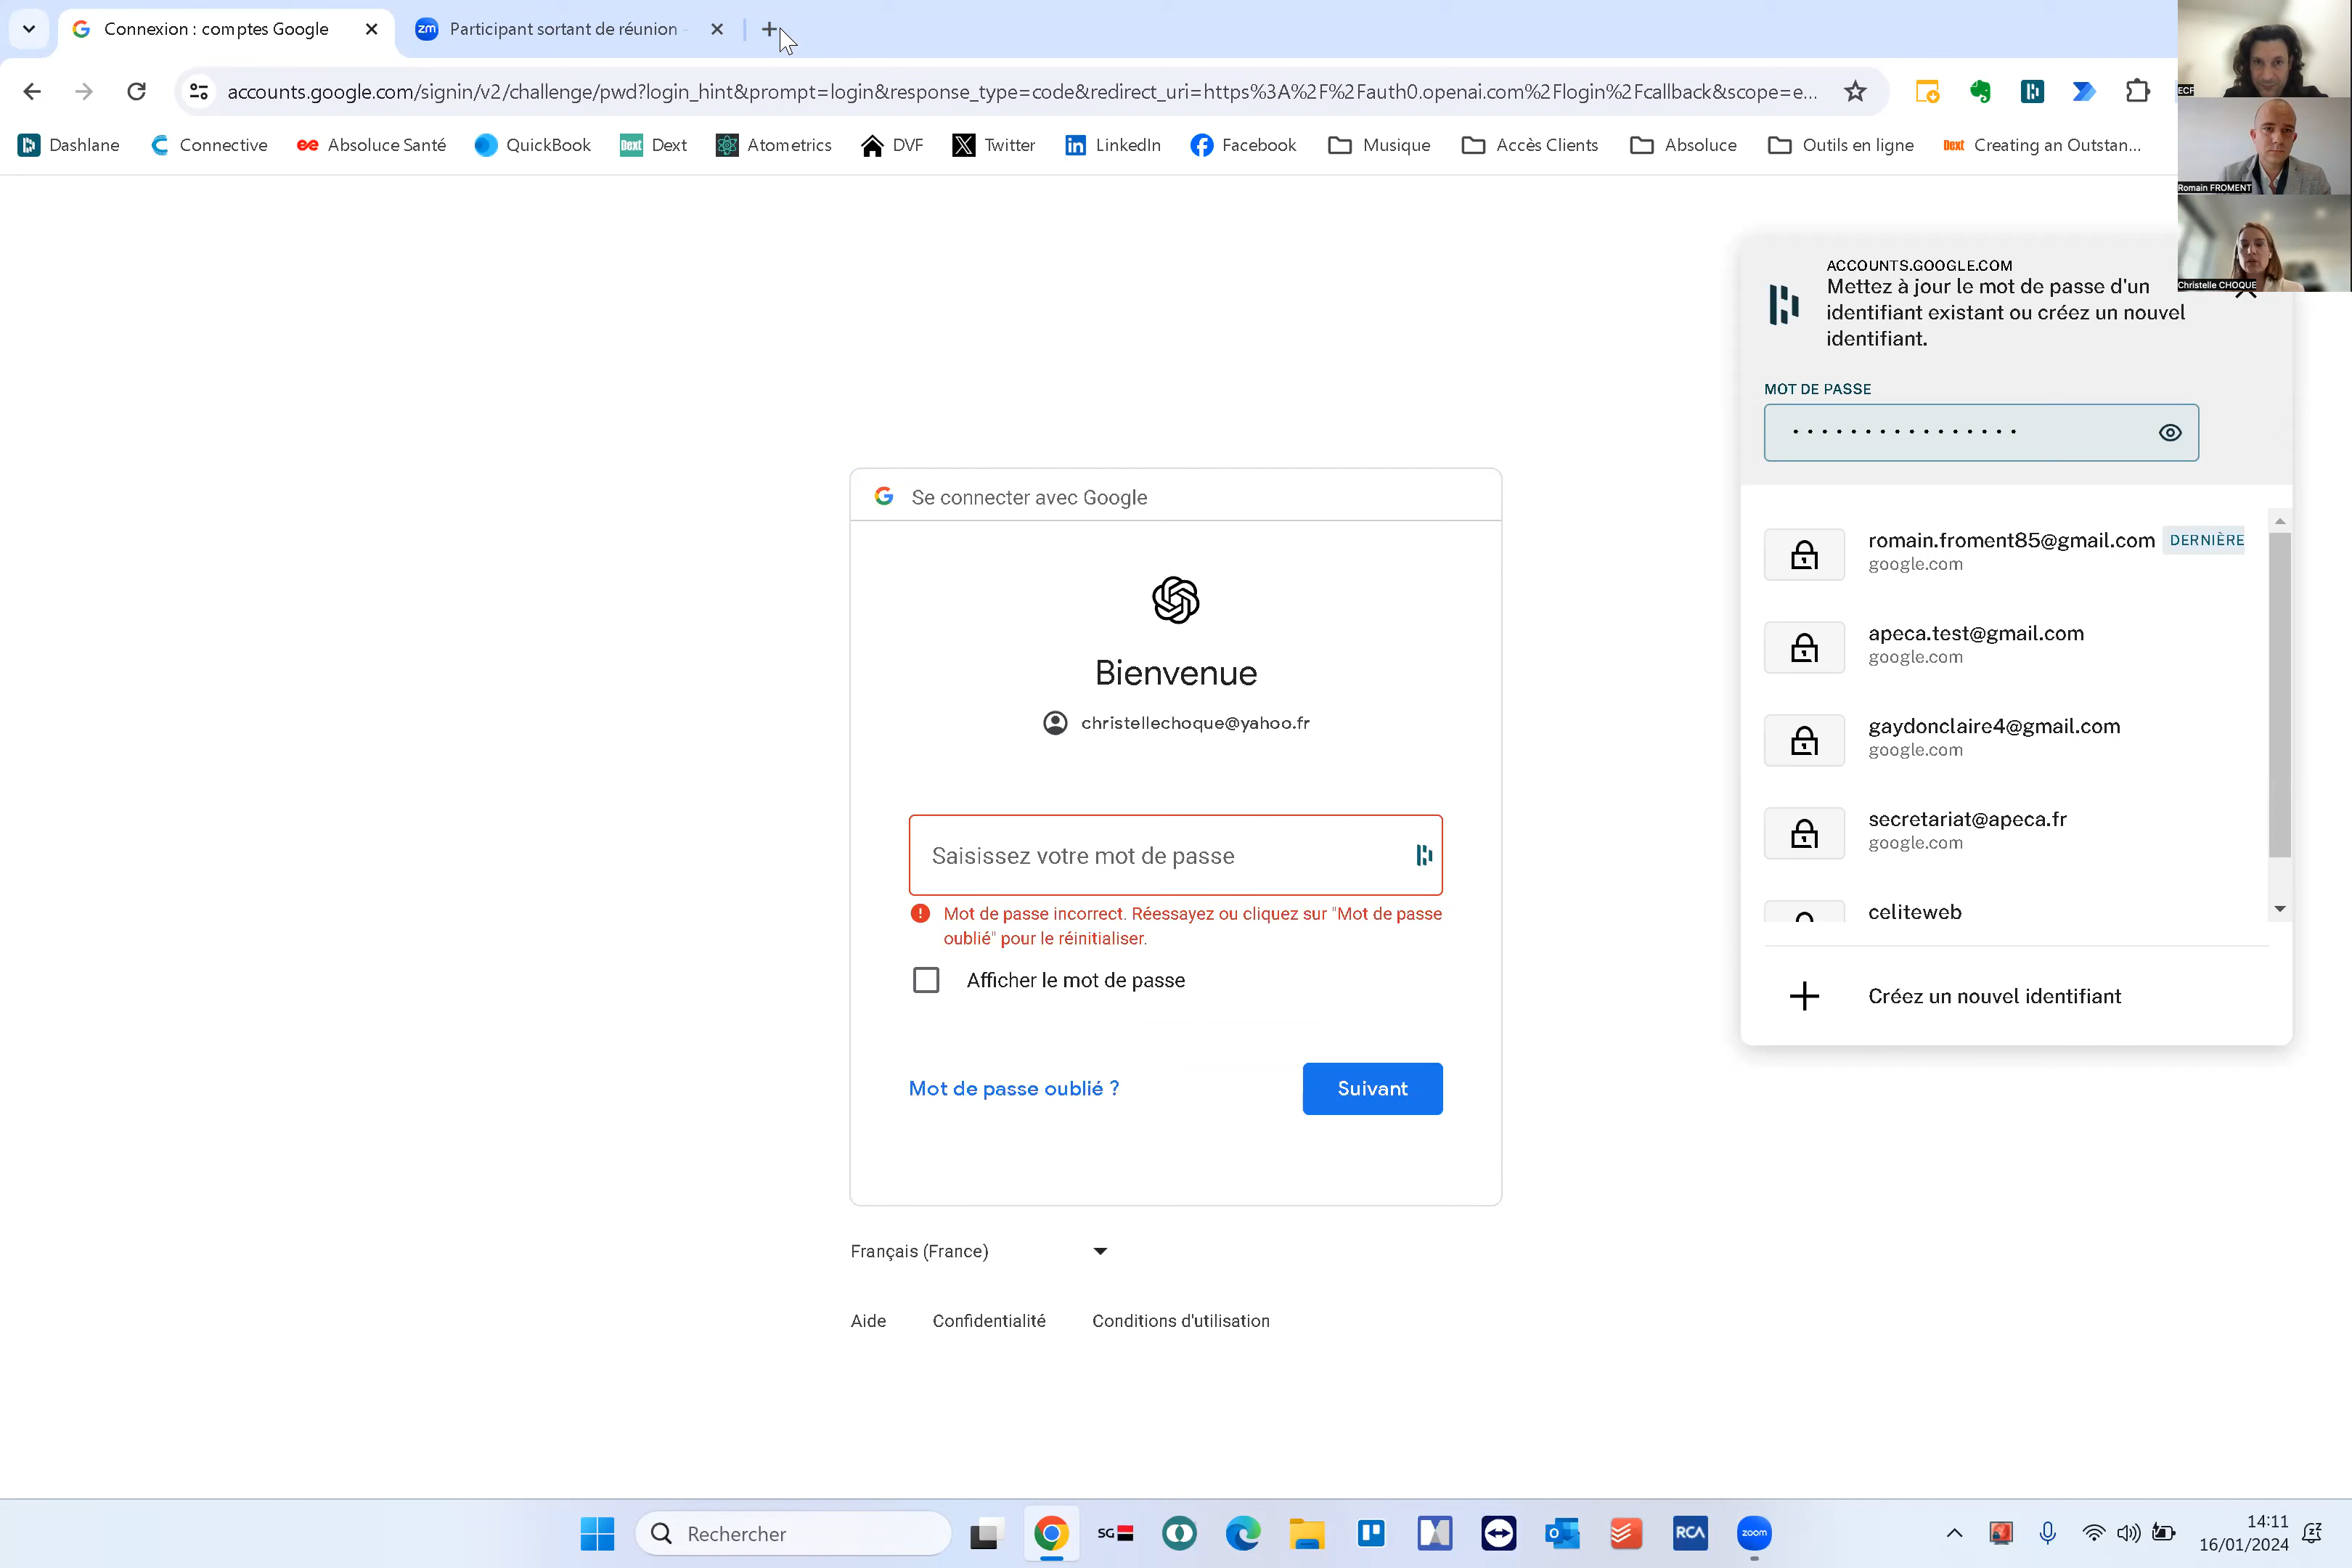 Connexion : comptes Google
zm Participant sortant de réunion -
accounts.google.com/signin/v2/challenge/pwd?login_hint&prompt=login&response_type=code&redirect_uri=https%3A%2F%2Fauth0.openai.com%2Flogin%2Fcallback&scope=e...
Dashlane Connective Absoluce Santé QuickBook Dext Dext Atometrics DVF Twitter LinkedIn Facebook Musique Accès Clients Absoluce Outils en ligne Dext Creating an Outstan...
ECF
Romain FROMENT
Christelle CHOQUE
ACCOUNTS.GOOGLE.COM
Mettez à jour le mot de passe d'un
identifiant existant ou créez un nouvel
identifiant.
MOT DE PASSE
romain.froment85@gmail.com DERNIÈRE
google.com
apeca.test@gmail.com
google.com
gaydonclaire4@gmail.com
google.com
secretariat@apeca.fr
google.com
celiteweb
Créez un nouvel identifiant
Se connecter avec Google
Bienvenue
christellechoque@yahoo.fr
Saisissez votre mot de passe
Mot de passe incorrect. Réessayez ou cliquez sur "Mot de passe
oublié" pour le réinitialiser.
Afficher le mot de passe
Mot de passe oublié ?
Suivant
Français (France)
Aide Confidentialité Conditions d'utilisation
Rechercher
SG
RCA
zoom
14:11
16/01/2024